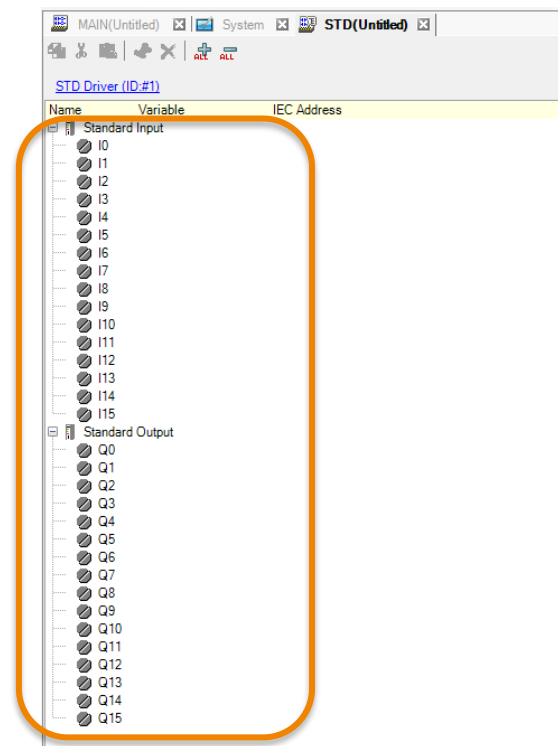 MAIN(Untitled) System STD(Untitled)
ALL ALL
STD Driver (ID:#1)
Name Variable IEC Address
Standard Input
I0
I1
I2
I3
I4
I5
I6
I7
I8
I9
I10
I11
I12
I13
I14
I15
Standard Output
Q0
Q1
Q2
Q3
Q4
Q5
Q6
Q7
Q8
Q9
Q10
Q11
Q12
Q13
Q14
Q15